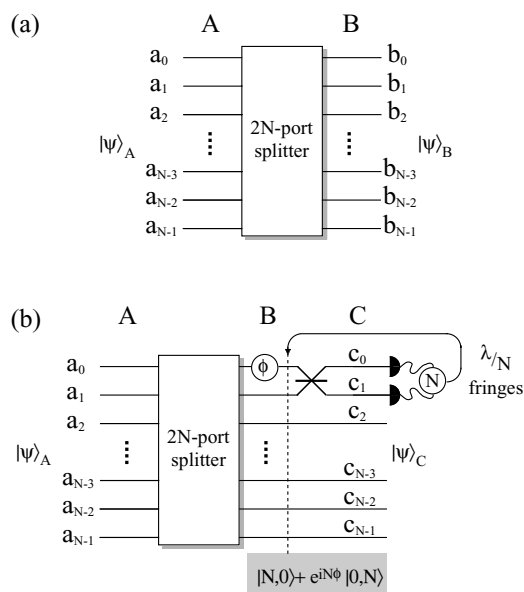 (a)
A B
a₀ b₀
a₁ b₁
a₂ b₂
|ψ⟩A 2N-port splitter |ψ⟩B
aN-3 bN-3
aN-2 bN-2
aN-1 bN-1
(b)
A B C
a₀ ϕ c₀ λ/N
a₁ c₁ N fringes
a₂ c₂
|ψ⟩A 2N-port splitter |ψ⟩C
aN-3 cN-3
aN-2 cN-2
aN-1 cN-1
|N,0⟩+ e^iNϕ |0,N⟩